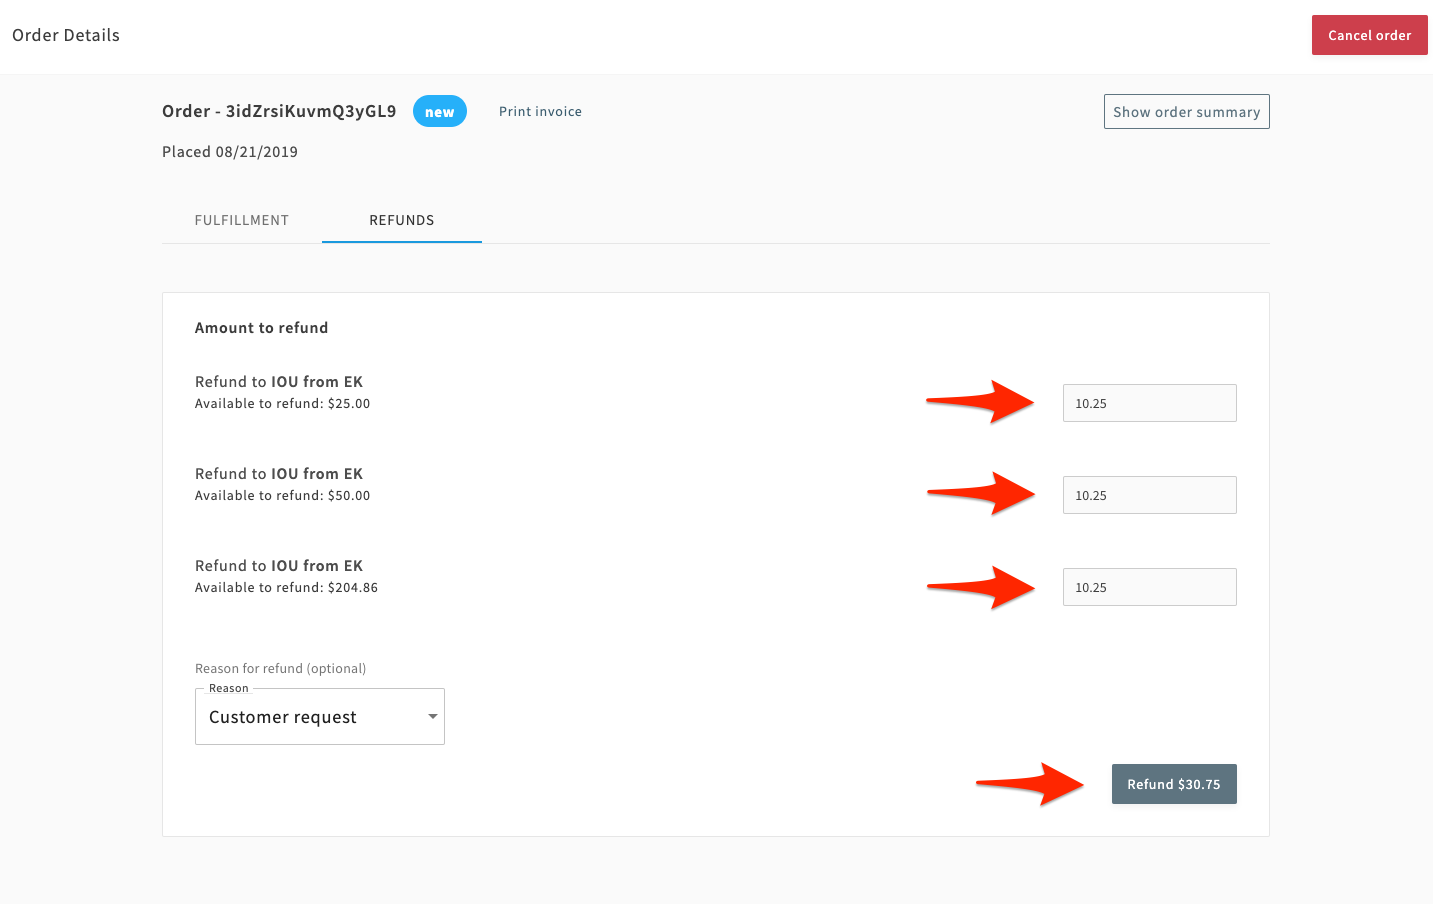 Order Details
Cancel order
Order - 3idZrsiKuvmQ3yGL9
new
Print invoice
Show order summary
Placed 08/21/2019
FULFILLMENT
REFUNDS
Amount to refund
Refund to IOU from EK
Available to refund: $25.00
10.25
Refund to IOU from EK
Available to refund: $50.00
10.25
Refund to IOU from EK
Available to refund: $204.86
10.25
Reason for refund (optional)
Reason
Customer request
Refund $30.75